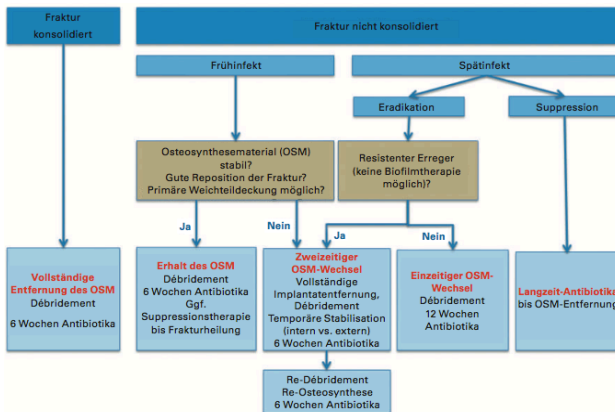 Fraktur
konsolidiert
Fraktur nicht konsolidiert
Frühinfekt
Spätinfekt
Eradikation
Suppression
Osteosynthesematerial (OSM)
stabil?
Gute Reposition der Fraktur?
Primäre Weichteildeckung möglich?
Resistenter Erreger
(keine Biofilmtherapie
möglich)?
Ja
Nein
Ja
Nein
Vollständige
Entfernung des OSM
Débridement
6 Wochen Antibiotika
Erhalt des OSM
Débridement
6 Wochen Antibiotika
Ggf.
Suppressionstherapie
bis Frakturheilung
Zweizeitiger
OSM-Wechsel
Vollständige
Implantatentfernung,
Débridement
Temporäre Stabilisation
(intern vs. extern)
6 Wochen Antibiotika
Einzeitiger OSM-
Wechsel
Débridement
12 Wochen
Antibiotika
Langzeit-Antibiotika
bis OSM-Entfernung
Re-Débridement
Re-Osteosynthese
6 Wochen Antibiotika